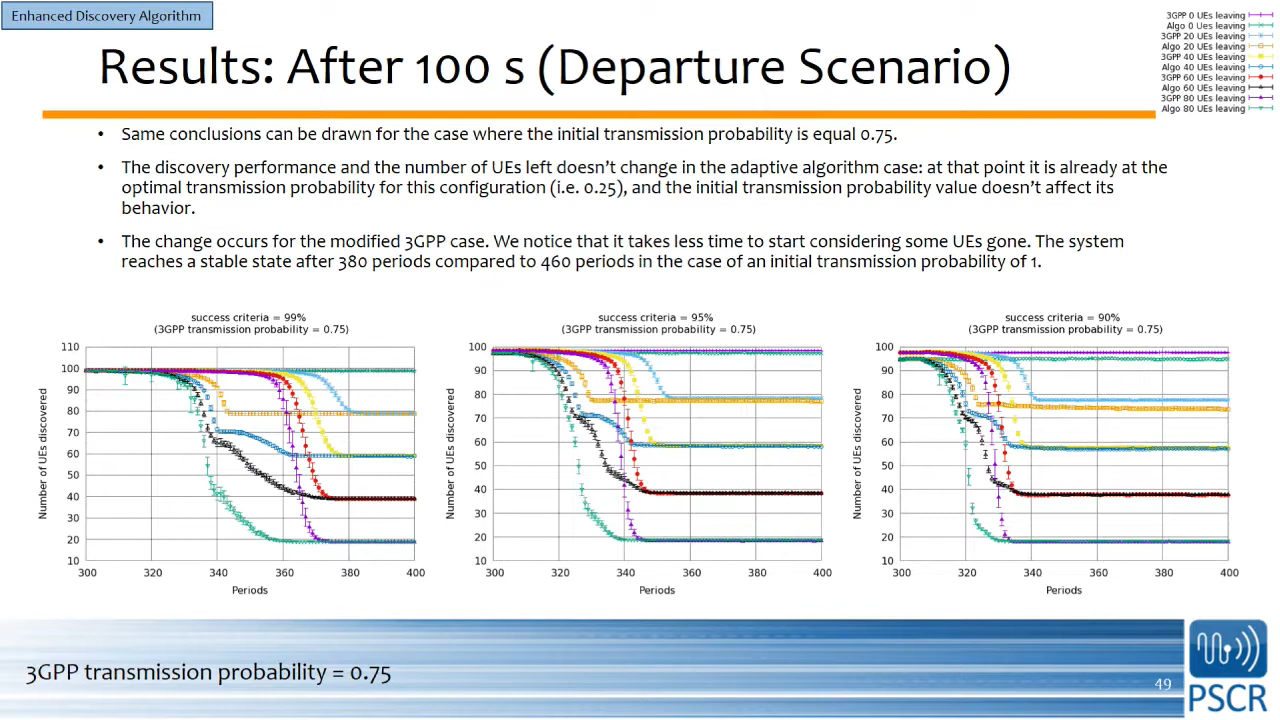 Enhanced Discovery Algorithm
3GPP 0 UEs leaving
Algo 0 Ues leaving
3GPP 20 UEs leaving
Algo 20 UEs leaving
3GPP 40 UEs leaving
Algo 40 UEs leaving
3GPP 60 UEs leaving
Algo 60 UEs leaving
3GPP 80 UEs leaving
Algo 80 UEs leaving
Results: After 100 s (Departure Scenario)
• Same conclusions can be drawn for the case where the initial transmission probability is equal 0.75.
• The discovery performance and the number of UEs left doesn't change in the adaptive algorithm case: at that point it is already at the
optimal transmission probability for this configuration (i.e. 0.25), and the initial transmission probability value doesn't affect its
behavior.
• The change occurs for the modified 3GPP case. We notice that it takes less time to start considering some UEs gone. The system
reaches a stable state after 380 periods compared to 460 periods in the case of an initial transmission probability of 1.
success criteria = 99%
(3GPP transmission probability = 0.75)
110
100
90
80
70
60
50
40
30
20
10
300 320 340 360 380 400
Number of UEs discovered
Periods
success criteria = 95%
(3GPP transmission probability = 0.75)
100
90
80
70
60
50
40
30
20
10
300 320 340 360 380 400
Number of UEs discovered
Periods
success criteria = 90%
(3GPP transmission probability = 0.75)
100
90
80
70
60
50
40
30
20
10
300 320 340 360 380 400
Number of UEs discovered
Periods
3GPP transmission probability = 0.75
49
PSCR